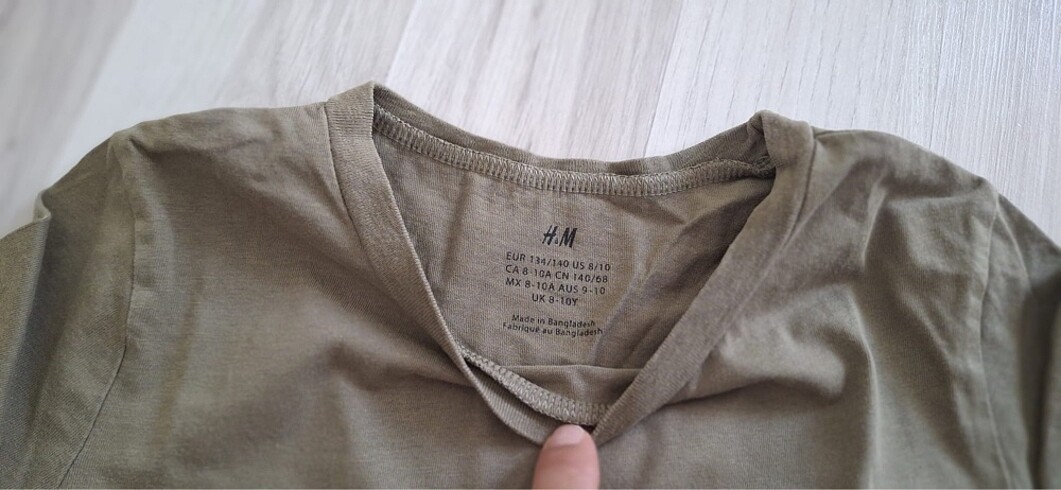 H&M
EUR 134/140 US 8/10
CA 8-10A CN 140/68
MX 8-10A AUS 9-10
UK 8-10Y
Made in Bangladesh
Fabriqué au Bangladesh